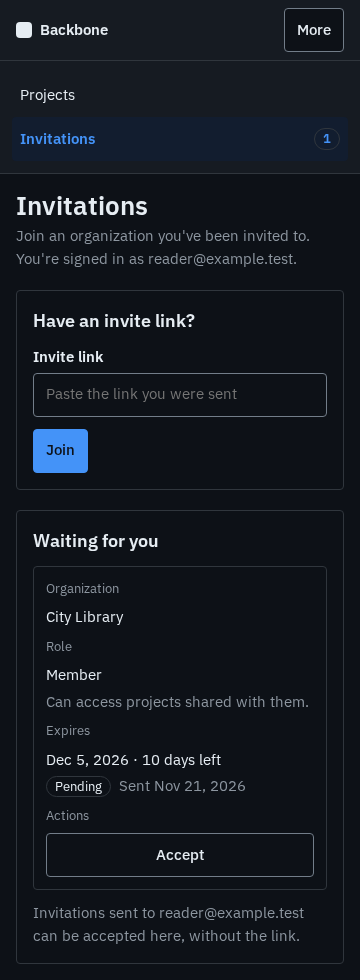 Backbone
More
Projects
Invitations
1
Invitations
Join an organization you've been invited to.
You're signed in as reader@example.test.
Have an invite link?
Invite link
Paste the link you were sent
Join
Waiting for you
Organization
City Library
Role
Member
Can access projects shared with them.
Expires
Dec 5, 2026 · 10 days left
Pending Sent Nov 21, 2026
Actions
Accept
Invitations sent to reader@example.test
can be accepted here, without the link.